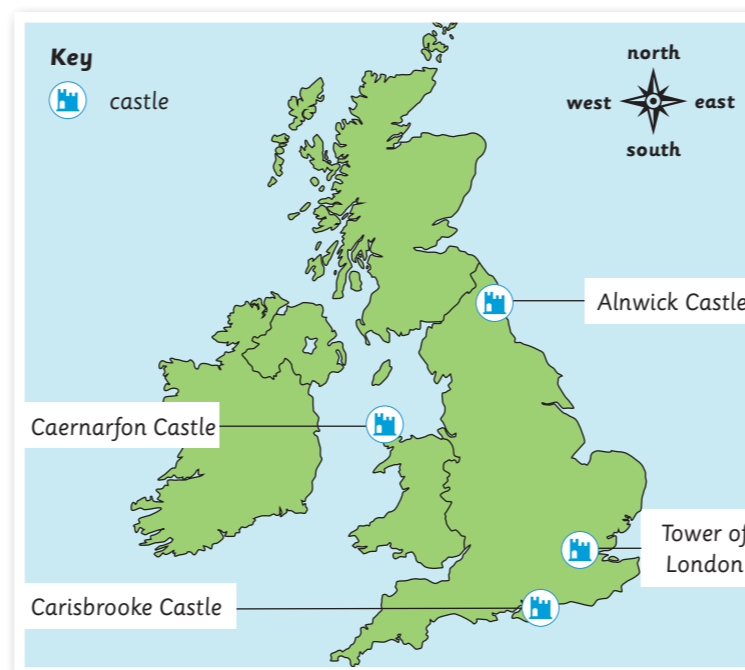 Key
castle
north
west
east
south
Alnwick Castle
Caernarfon Castle
Tower of
London
Carisbrooke Castle